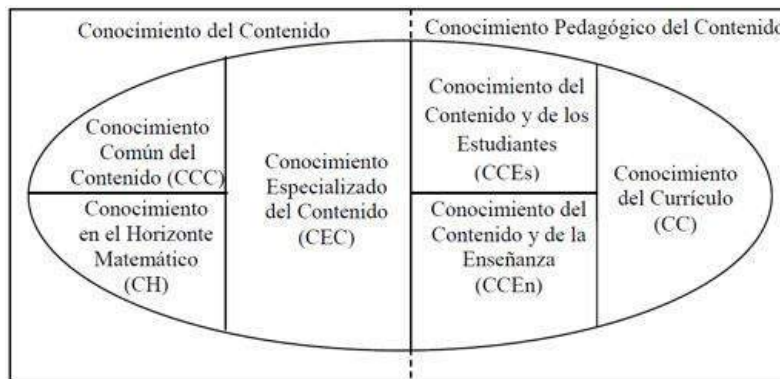 Conocimiento del Contenido
Conocimiento Pedagógico del Contenido
Conocimiento
Común del
Contenido (CCC)
Conocimiento
en el Horizonte
Matemático
(CH)
Conocimiento
Especializado
del Contenido
(CEC)
Conocimiento del
Contenido y de los
Estudiantes
(CCEs)
Conocimiento del
Contenido y de la
Enseñanza
(CCEn)
Conocimiento
del Currículo
(CC)